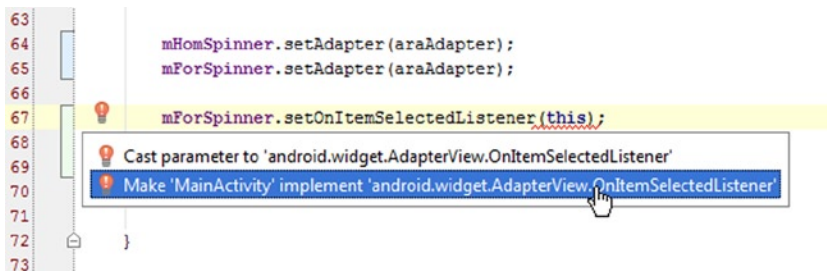 63
64 mHomSpinner.setAdapter(araAdapter);
65 mForSpinner.setAdapter(araAdapter);
66
67 mForSpinner.setOnItemSelectedListener(this);
68
Cast parameter to 'android.widget.AdapterView.OnItemSelectedListener'
69
70 Make 'MainActivity' implement 'android.widget.AdapterView.OnItemSelectedListener'
71
72 }
73